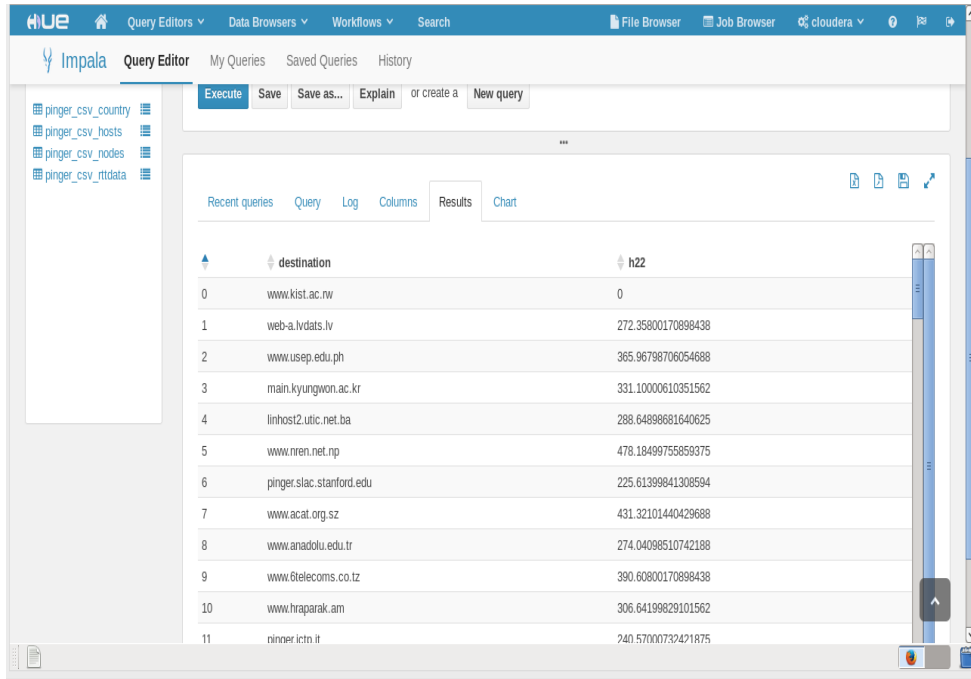 HUE Query Editors Data Browsers Workflows Search File Browser Job Browser cloudera
Impala Query Editor My Queries Saved Queries History
Execute Save Save as... Explain or create a New query
pinger_csv_country
pinger_csv_hosts
pinger_csv_nodes
pinger_csv_rttdata
Recent queries Query Log Columns Results Chart
destination h22
0 www.kist.ac.rw 0
1 web-a.lvdats.lv 272.35800170898438
2 www.usep.edu.ph 365.96798706054688
3 main.kyungwon.ac.kr 331.10000610351562
4 linhost2.utic.net.ba 288.64898681640625
5 www.nren.net.np 478.18499755859375
6 pinger.slac.stanford.edu 225.61399841308594
7 www.acat.org.sz 431.32101440429688
8 www.anadolu.edu.tr 274.04098510742188
9 www.6telecoms.co.tz 390.60800170898438
10 www.hraparak.am 306.64199829101562
11 pinger.ictp.it 240.57000732421875